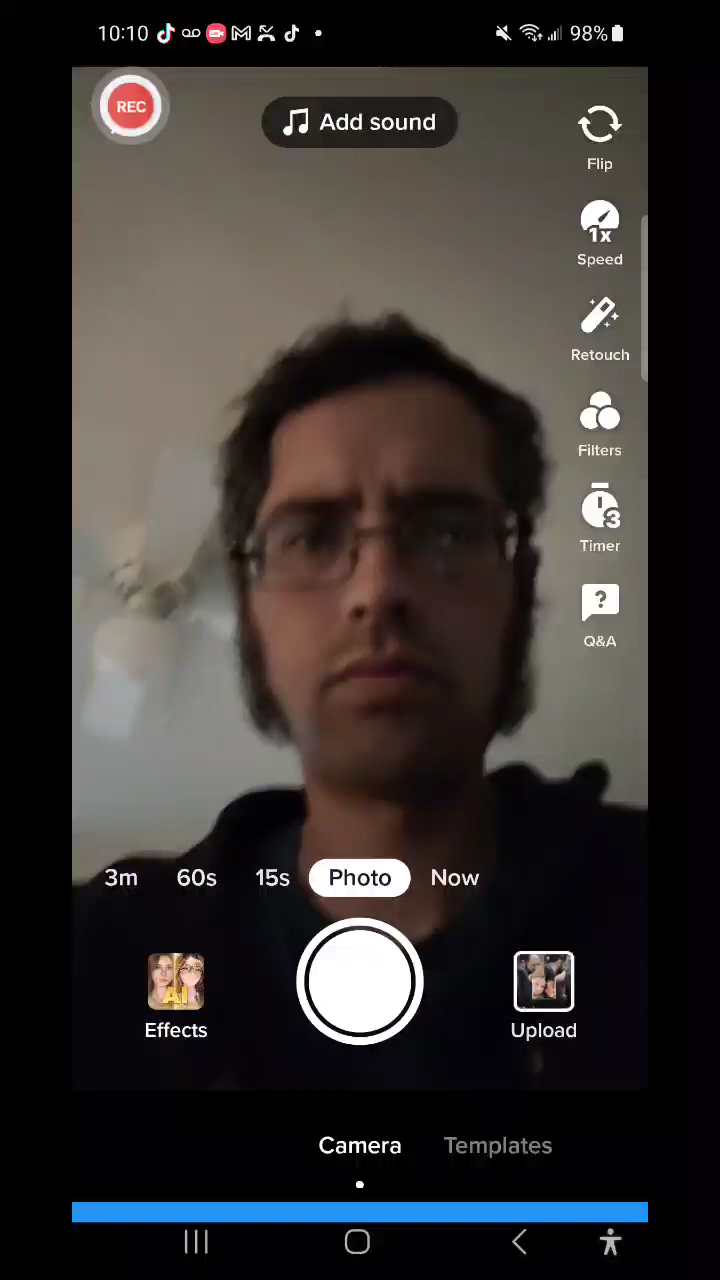 10:10 98%
REC
Add sound
Flip
1x
Speed
Retouch
Filters
3
Timer
?
Q&A
3m 60s 15s Photo Now
AI
Effects Upload
Camera Templates